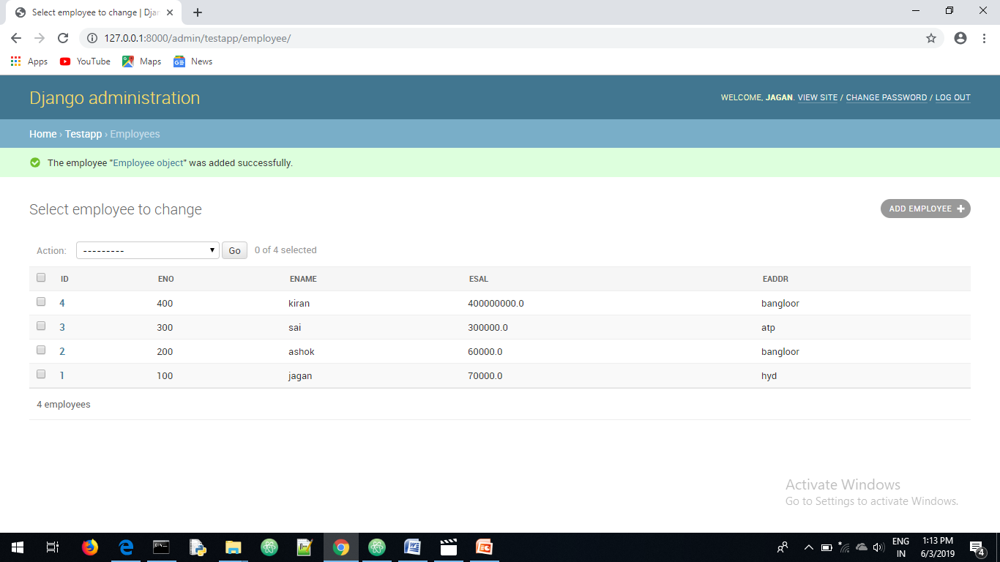 Select employee to change | Djan
127.0.0.1:8000/admin/testapp/employee/
Apps YouTube Maps News
Django administration
WELCOME, JAGAN. VIEW SITE / CHANGE PASSWORD / LOG OUT
Home › Testapp › Employees
The employee "Employee object" was added successfully.
Select employee to change
ADD EMPLOYEE +
Action: --------- Go 0 of 4 selected
ID ENO ENAME ESAL EADDR
4 400 kiran 400000000.0 bangloor
3 300 sai 300000.0 atp
2 200 ashok 60000.0 bangloor
1 100 jagan 70000.0 hyd
4 employees
Activate Windows
Go to Settings to activate Windows.
ENG 1:13 PM
IN 6/3/2019
4